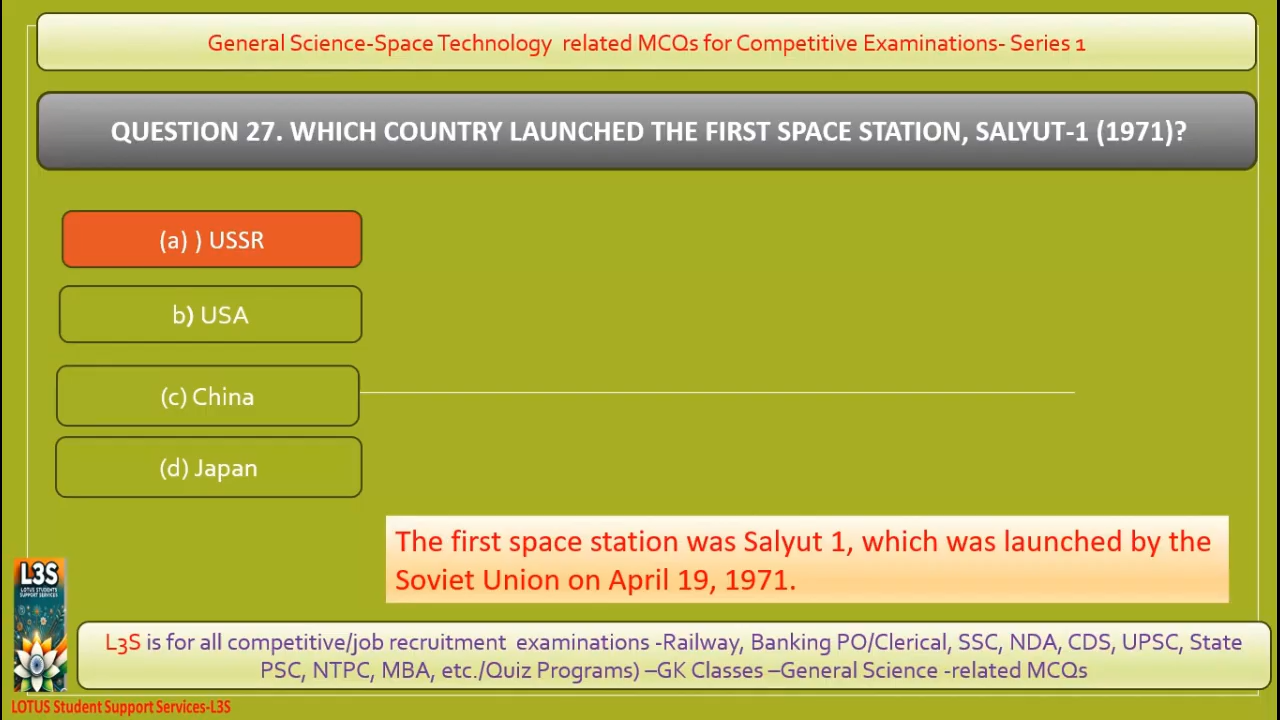 General Science-Space Technology  related MCQs for Competitive Examinations- Series 1
QUESTION 27. WHICH COUNTRY LAUNCHED THE FIRST SPACE STATION, SALYUT-1 (1971)?
(a) ) USSR
b) USA
(c) China
(d) Japan
The first space station was Salyut 1, which was launched by the
Soviet Union on April 19, 1971.
L3S
LOTUS STUDENTS
SUPPORT SERVICES
L3S is for all competitive/job recruitment  examinations -Railway, Banking PO/Clerical, SSC, NDA, CDS, UPSC, State
PSC, NTPC, MBA, etc./Quiz Programs) –GK Classes –General Science -related MCQs
LOTUS Student Support Services-L3S